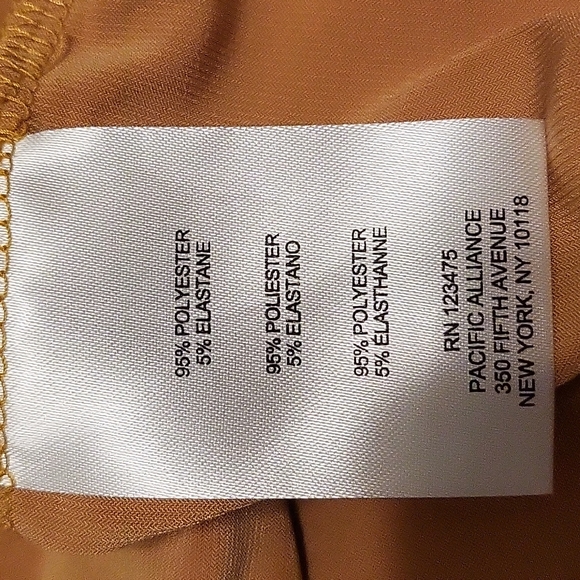 95% POLYESTER
5% ELASTANE
95% POLIESTER
5% ELASTANO
95% POLYESTER
5% ÉLASTHANNE
RN 123475
PACIFIC ALLIANCE
350 FIFTH AVENUE
NEW YORK, NY 10118